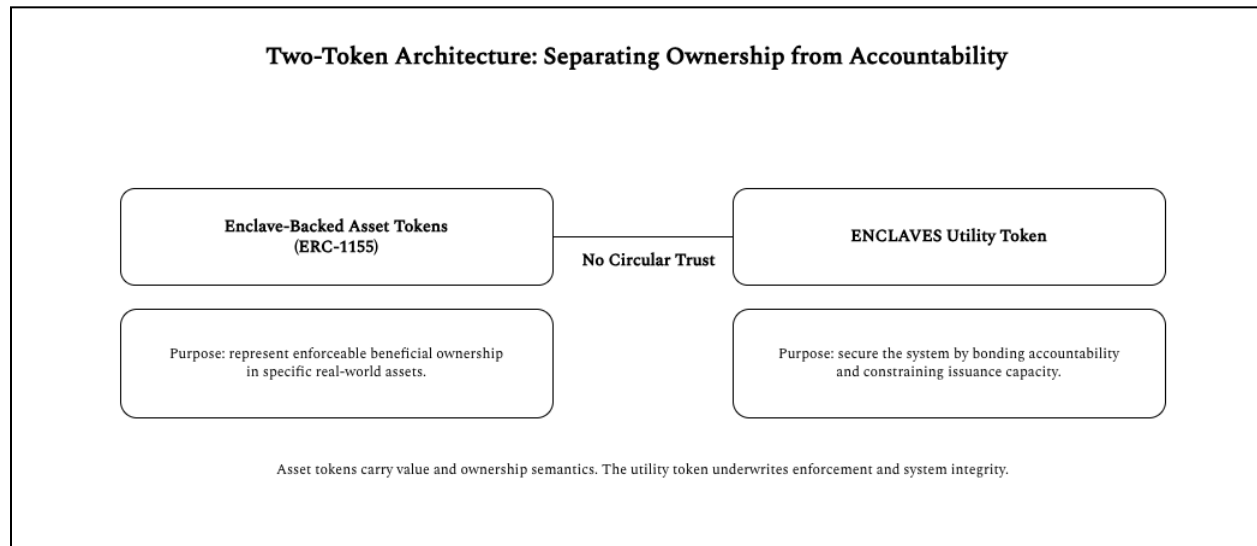 Two-Token Architecture: Separating Ownership from Accountability
Enclave-Backed Asset Tokens
(ERC-1155)
No Circular Trust
ENCLAVES Utility Token
Purpose: represent enforceable beneficial ownership
in specific real-world assets.
Purpose: secure the system by bonding accountability
and constraining issuance capacity.
Asset tokens carry value and ownership semantics. The utility token underwrites enforcement and system integrity.